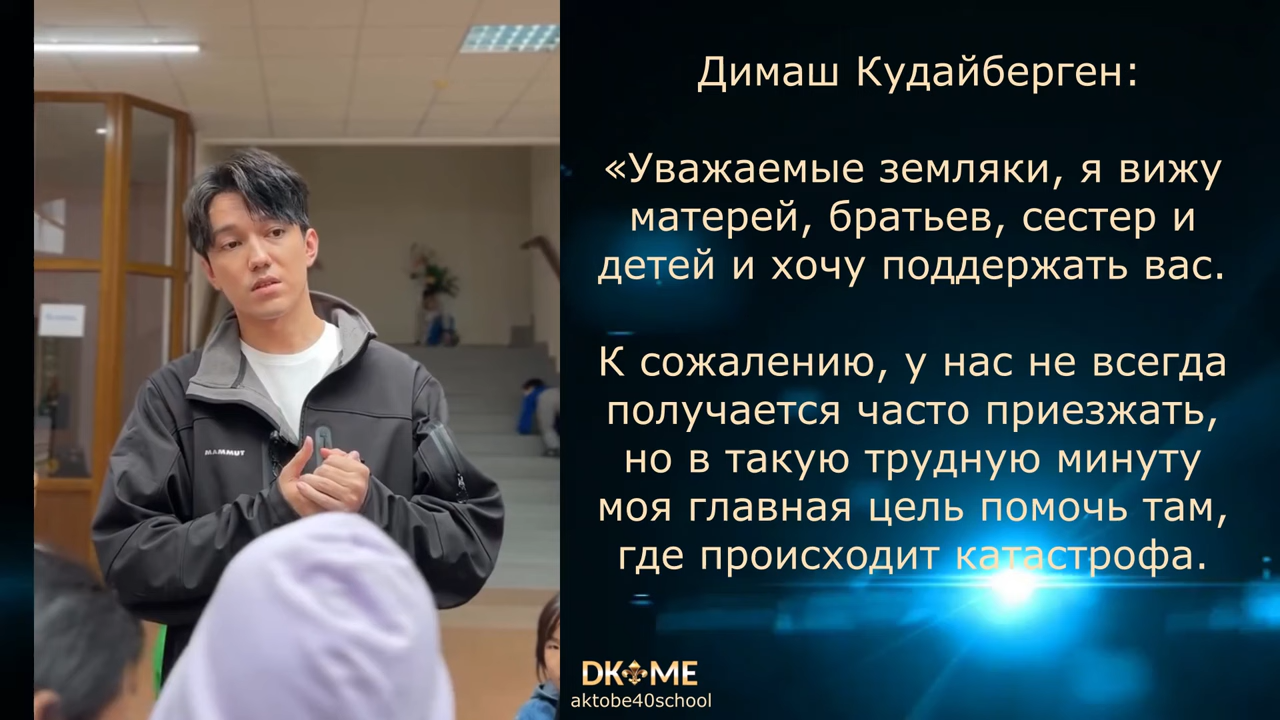 Димаш Кудайберген:
«Уважаемые земляки, я вижу
матерей, братьев, сестер и
детей и хочу поддержать вас.
К сожалению, у нас не всегда
получается часто приезжать,
но в такую трудную минуту
моя главная цель помочь там,
где происходит катастрофа.
MAMMUT
DK ME
aktobe40school